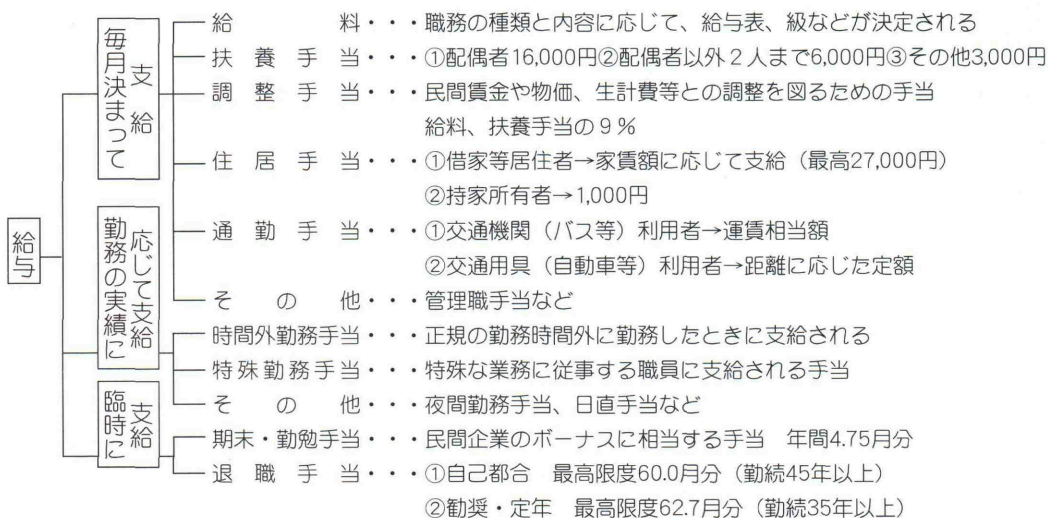 給与
毎月決まって支給
給料・・・職務の種類と内容に応じて、給与表、級などが決定される
扶養手当・・・①配偶者16,000円②配偶者以外2人まで6,000円③その他3,000円
調整手当・・・民間賃金や物価、生計費等との調整を図るための手当
給料、扶養手当の9%
住居手当・・・①借家等居住者→家賃額に応じて支給(最高27,000円)
②持家所有者→1,000円
通勤手当・・・①交通機関(バス等)利用者→運賃相当額
②交通用具(自動車等)利用者→距離に応じた定額
その他・・・管理職手当など
勤務の実績に応じて支給
時間外勤務手当・・・正規の勤務時間外に勤務したときに支給される
特殊勤務手当・・・特殊な業務に従事する職員に支給される手当
その他・・・夜間勤務手当、日直手当など
臨時に支給
期末・勤勉手当・・・民間企業のボーナスに相当する手当 年間4.75月分
退職手当・・・①自己都合 最高限度60.0月分(勤続45年以上)
②勧奨・定年 最高限度62.7月分(勤続35年以上)